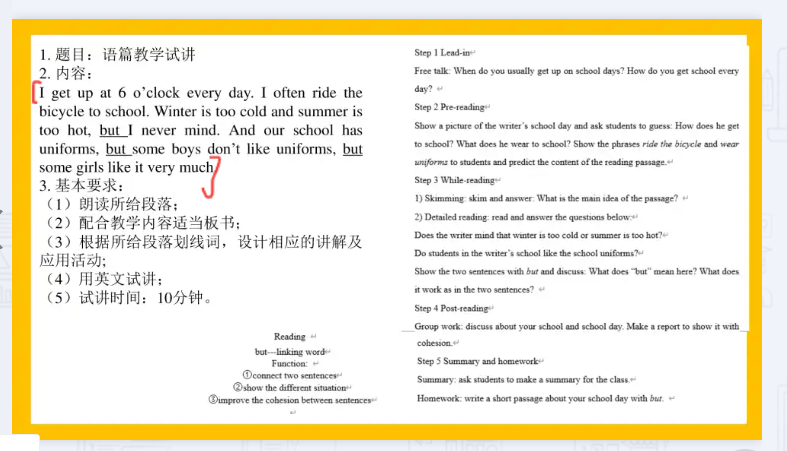 1. 题目：语篇教学试讲
2. 内容：
I get up at 6 o’clock every day. I often ride the
bicycle to school. Winter is too cold and summer is
too hot, but I never mind. And our school has
uniforms, but some boys don’t like uniforms, but
some girls like it very much
3. 基本要求：
（1）朗读所给段落；
（2）配合教学内容适当板书；
（3）根据所给段落划线词，设计相应的讲解及
应用活动;
（4）用英文试讲；
（5）试讲时间：10分钟。
Reading
but---linking word
Function:
①connect two sentences
②show the different situation
③improve the cohesion between sentences
Step 1 Lead-in
Free talk: When do you usually get up on school days? How do you get school every
day?
Step 2 Pre-reading
Show a picture of the writer’s school day and ask students to guess: How does he get
to school? What does he wear to school? Show the phrases ride the bicycle and wear
uniforms to students and predict the content of the reading passage.
Step 3 While-reading
1) Skimming: skim and answer: What is the main idea of the passage?
2) Detailed reading: read and answer the questions below:
Does the writer mind that winter is too cold or summer is too hot?
Do students in the writer’s school like the school uniforms?
Show the two sentences with but and discuss: What does “but” mean here? What does
it work as in the two sentences?
Step 4 Post-reading
Group work: discuss about your school and school day. Make a report to show it with
cohesion.
Step 5 Summary and homework
Summary: ask students to make a summary for the class.
Homework: write a short passage about your school day with but.